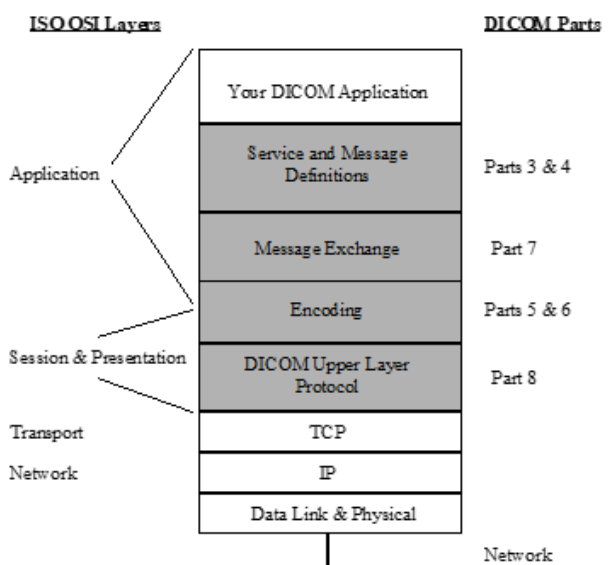 ISO OSI Layers
DICOM Parts
Your DICOM Application
Service and Message
Definitions
Parts 3 & 4
Application
Message Exchange
Part 7
Encoding
Parts 5 & 6
Session & Presentation
DICOM Upper Layer
Protocol
Part 8
Transport
TCP
Network
IP
Data Link & Physical
Network